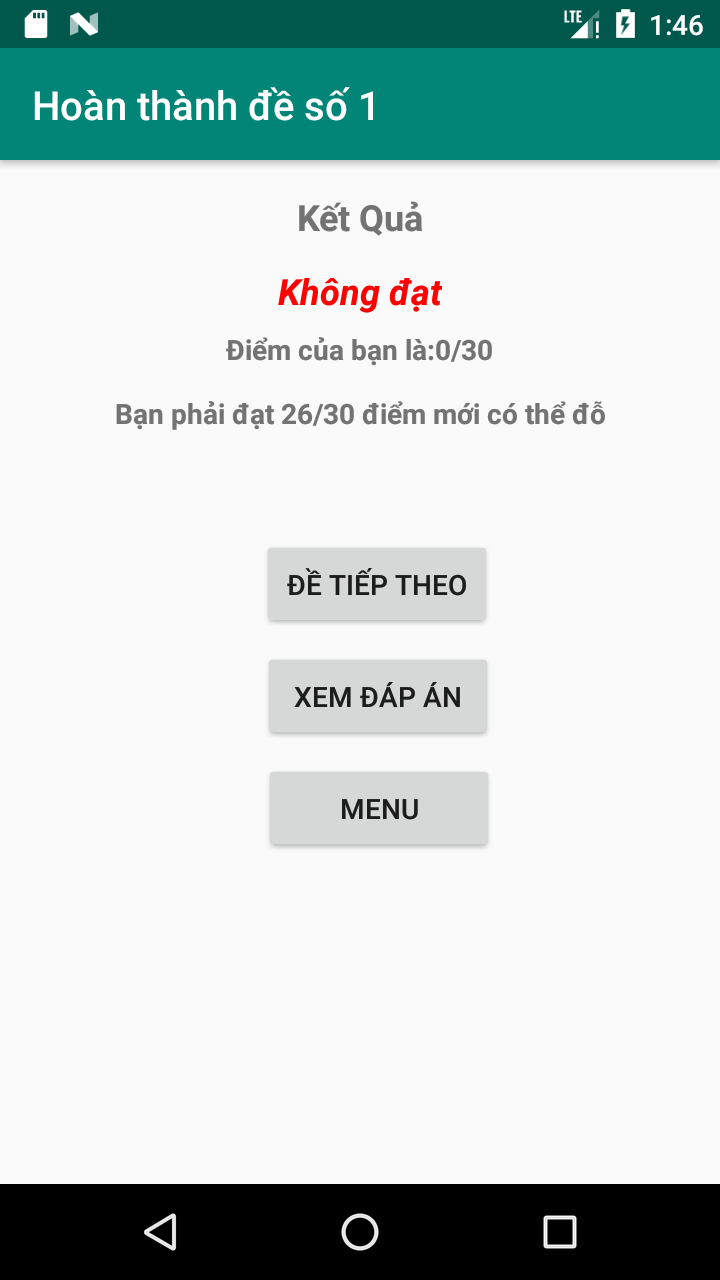 LTE 1:46
Hoàn thành đề số 1
Kết Quả
Không đạt
Điểm của bạn là:0/30
Bạn phải đạt 26/30 điểm mới có thể đỗ
ĐỀ TIẾP THEO
XEM ĐÁP ÁN
MENU